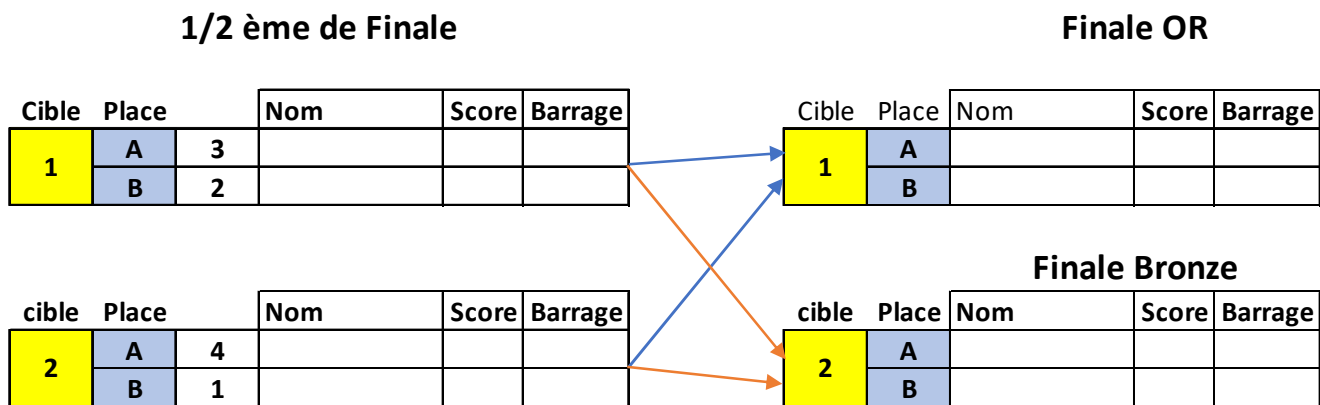 1/2 ème de Finale Finale OR
Cible Place Nom Score Barrage Cible Place Nom Score Barrage
1 A 3 1 A
B 2 B
Finale Bronze
cible Place Nom Score Barrage cible Place Nom Score Barrage
2 A 4 2 A
B 1 B